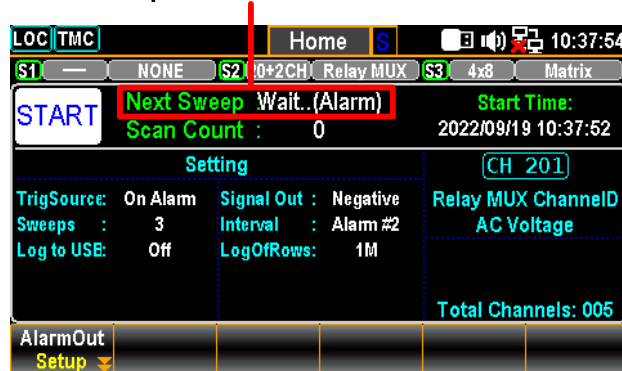 LOC TMC Home S 10:37:54
S1 — NONE S2 20+2CH Relay MUX S3 4x8 Matrix
START Next Sweep Wait..(Alarm) Start Time:
Scan Count : 0 2022/09/19 10:37:52
Setting CH 201
TrigSource: On Alarm Signal Out : Negative Relay MUX ChannelD
Sweeps : 3 Interval : Alarm #2 AC Voltage
Log to USB: Off LogOfRows: 1M
Total Channels: 005
AlarmOut
Setup